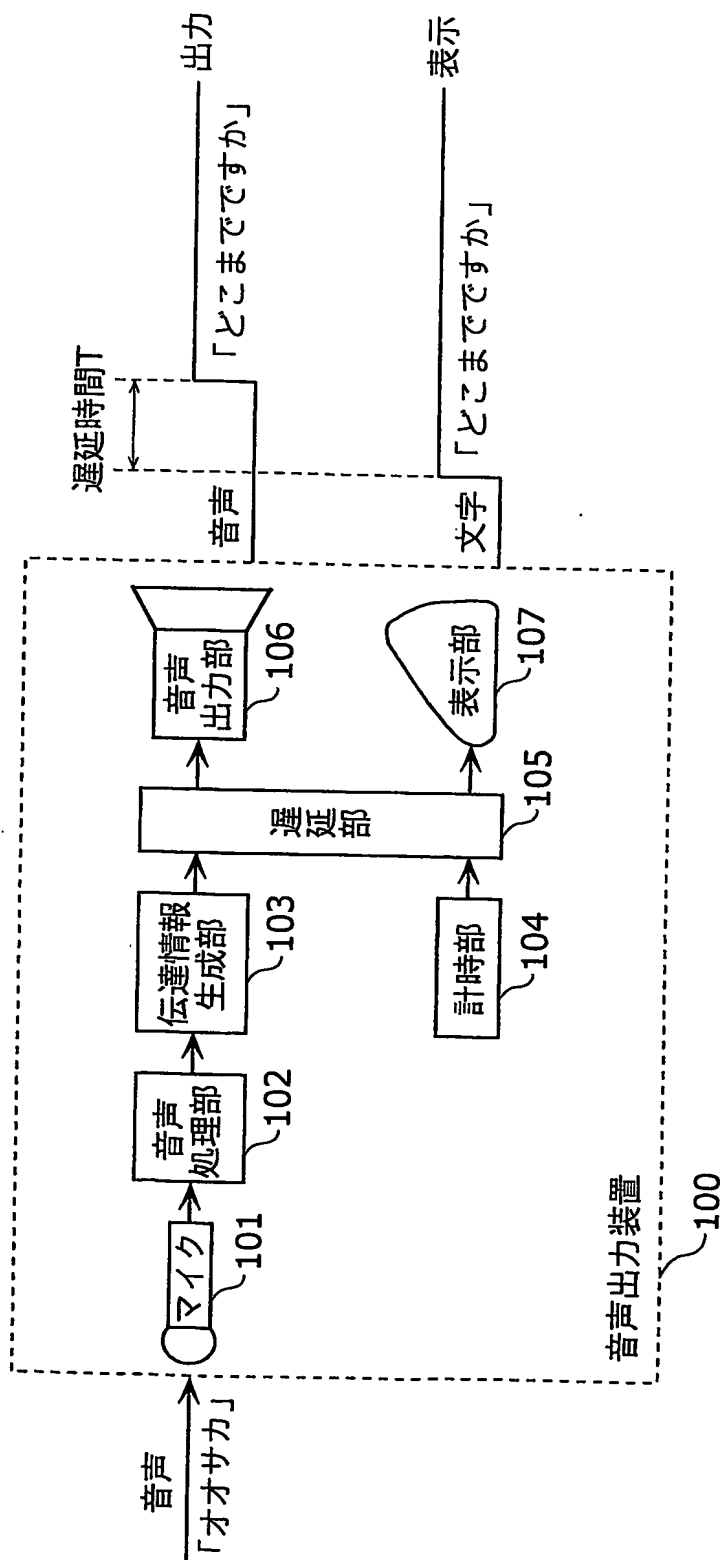 音声
「オオサカ」
マイク
101
音声
処理部
102
伝達情報
生成部
103
計時部
104
遅延部
105
音声
出力部
106
表示部
107
音声出力装置
100
遅延時間T
音声
「どこまでですか」
出力
文字
「どこまでですか」
表示